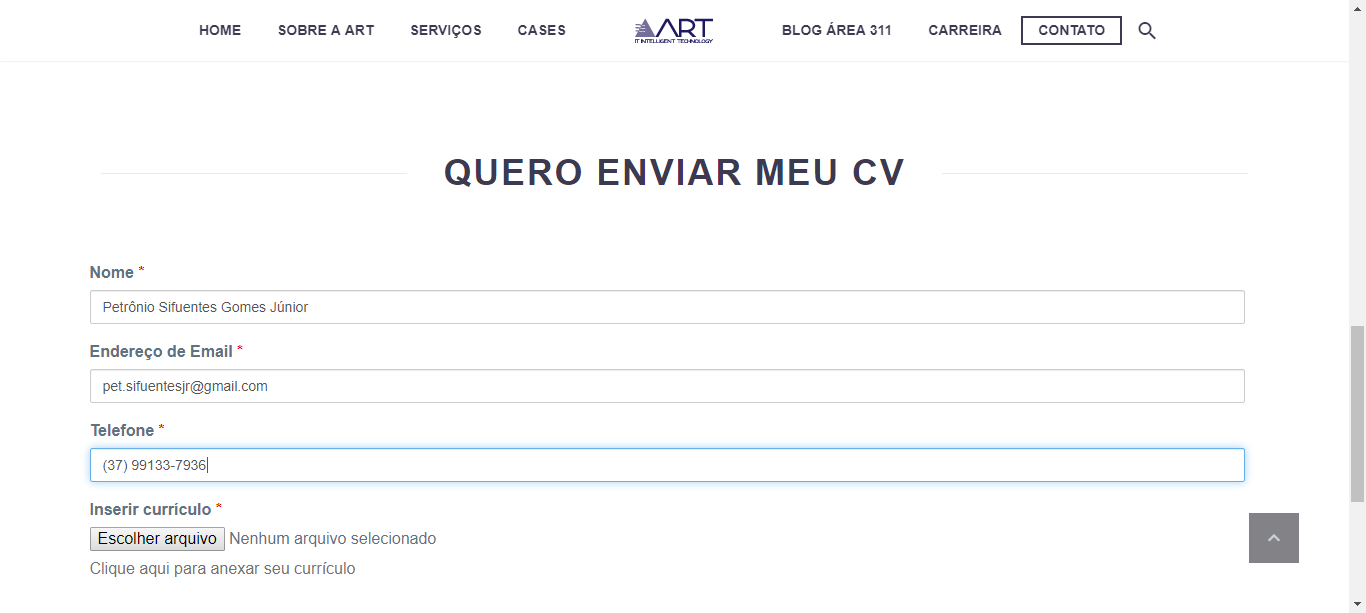 HOME SOBRE A ART SERVIÇOS CASES ART BLOG ÁREA 311 CARREIRA CONTATO
IT INTELLIGENT TECHNOLOGY
QUERO ENVIAR MEU CV
Nome *
Petrônio Sifuentes Gomes Júnior
Endereço de Email *
pet.sifuentesjr@gmail.com
Telefone *
(37) 99133-7936
Inserir currículo *
Escolher arquivo Nenhum arquivo selecionado
Clique aqui para anexar seu currículo